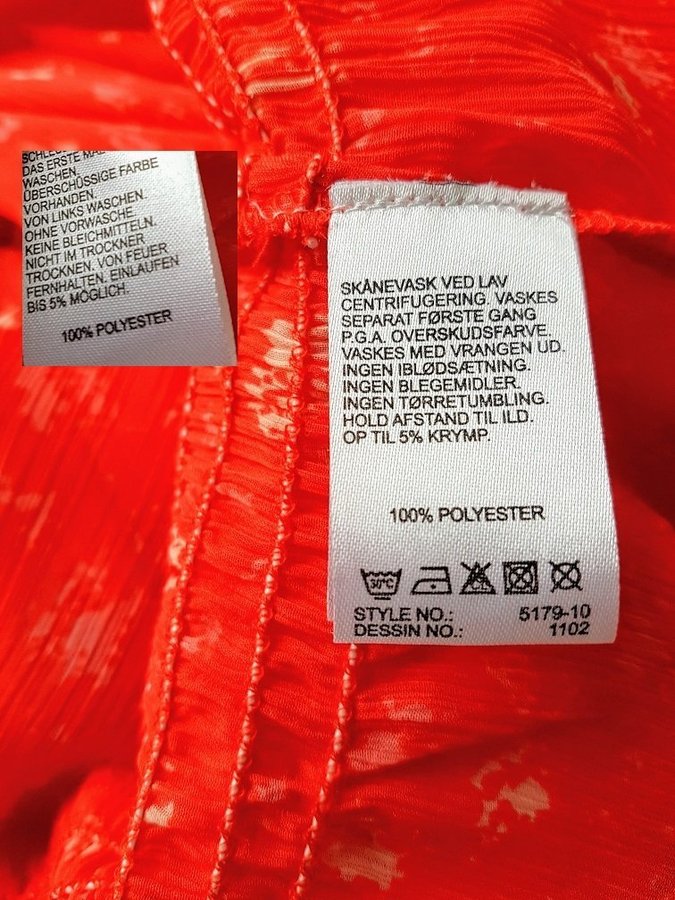 DAS ERSTE MAL
WASCHEN.
ÜBERSCHÜSSIGE FARBE
VORHANDEN.
VON LINKS WASCHEN.
OHNE VORWÄSCHE
KEINE BLEICHMITTELN.
NICHT IM TROCKNER
TROCKNEN. VON FEUER
FERNHALTEN. EINLAUFEN
BIS 5% MÖGLICH.
100% POLYESTER
SKÅNEVASK VED LAV
CENTRIFUGERING. VASKES
SEPARAT FØRSTE GANG
P.G.A. OVERSKUDSFARVE.
VASKES MED VRANGEN UD.
INGEN IBLØDSÆTNING.
INGEN BLEGEMIDLER.
INGEN TØRRETUMBLING.
HOLD AFSTAND TIL ILD.
OP TIL 5% KRYMP.
100% POLYESTER
30°C CL
STYLE NO.: 5179-10
DESSIN NO.: 1102